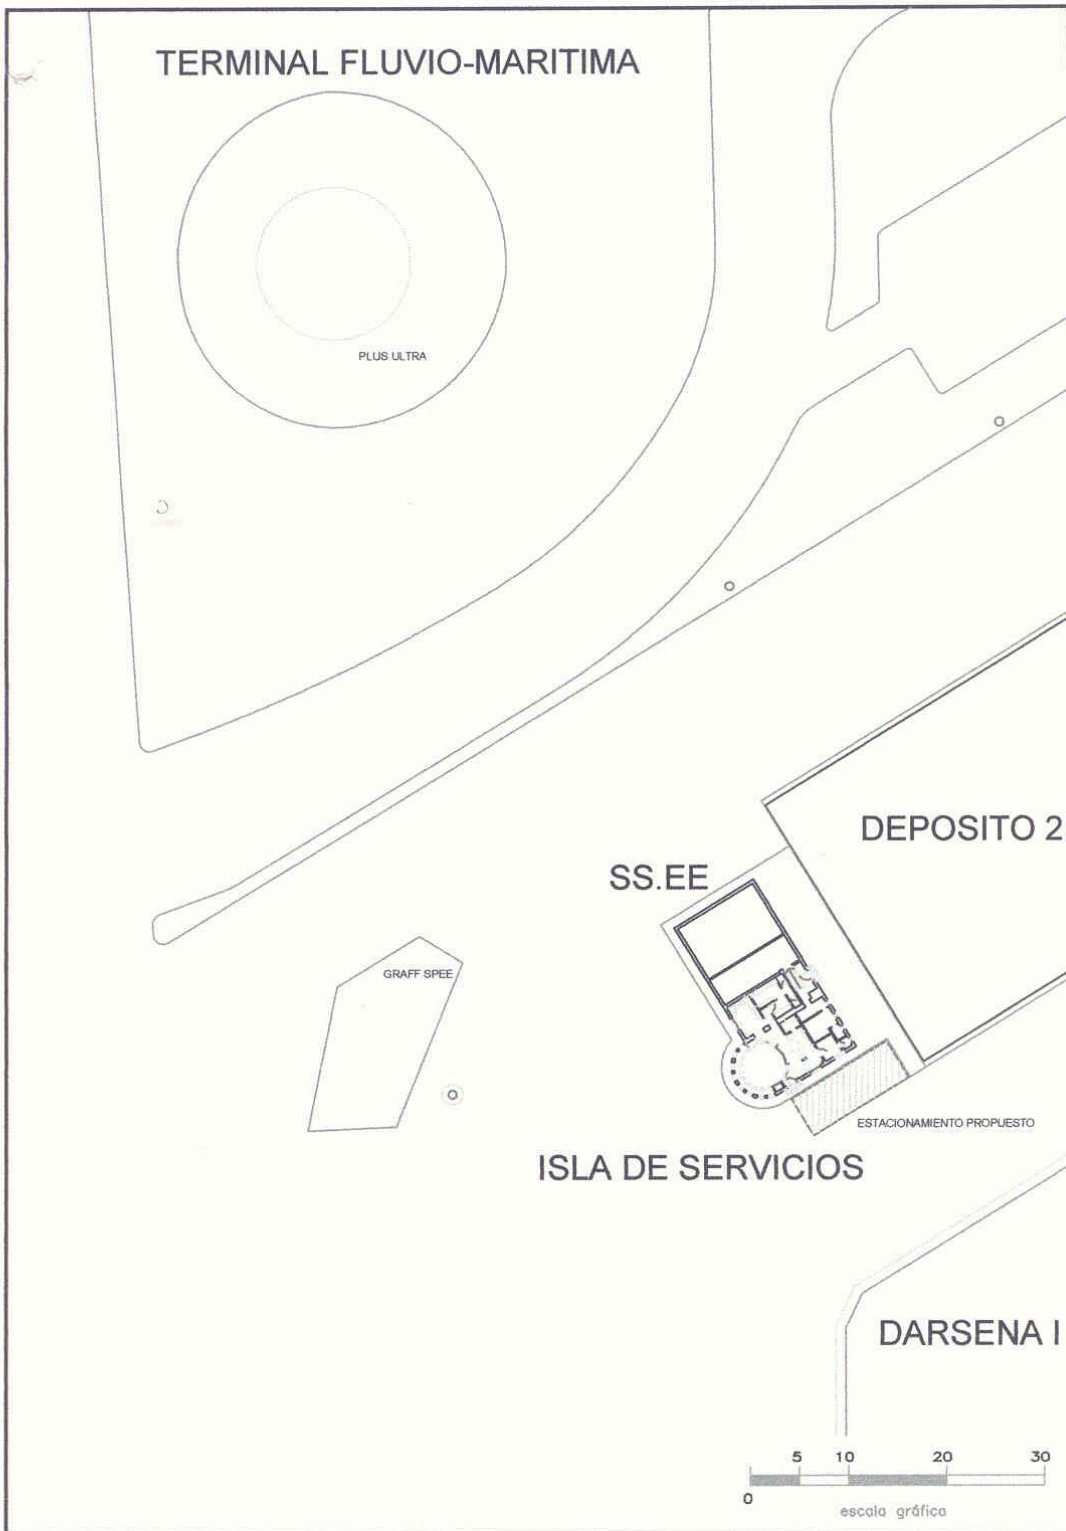 TERMINAL FLUVIO-MARITIMA
PLUS ULTRA
DEPOSITO 2
SS.EE
GRAFF SPEE
ESTACIONAMIENTO PROPUESTO
ISLA DE SERVICIOS
DARSENA I
5 10 20 30
0
escala gráfica